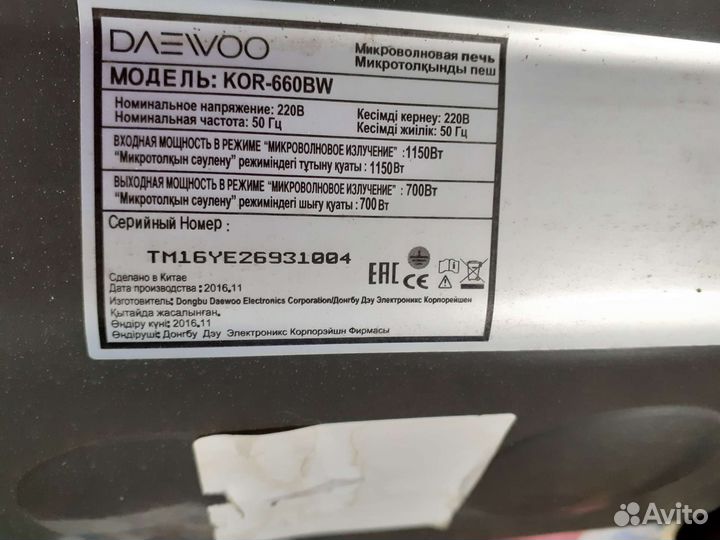 DAEWOO
Микроволновая печь
Микротолқынды пеш
МОДЕЛЬ: KOR-660BW
Номинальное напряжение: 220В
Номинальная частота: 50 Гц
Кесімді кернеу: 220В
Кесімді жиілік: 50 Гц
ВХОДНАЯ МОЩНОСТЬ В РЕЖИМЕ “МИКРОВОЛНОВОЕ ИЗЛУЧЕНИЕ” :1150Вт
“Микротолқын сәулену” режиміндегі тұтыну қуаты :1150Вт
ВЫХОДНАЯ МОЩНОСТЬ В РЕЖИМЕ “МИКРОВОЛНОВОЕ ИЗЛУЧЕНИЕ” : 700Вт
“Микротолқын сәулену” режиміндегі шығу қуаты : 700 Вт
Серийный Номер :
TM16YE26931004
EAC CE
Сделано в Китае
Дата производства :2016.11
Изготовитель: Dongbu Daewoo Electronics Corporation/Донгбу Дэу Электроникс Корпорейшен
Қытайда жасалынған.
Өндіру күні: 2016.11
Өндіруші: Донгбу Дэу Электроникс Корпорэйшн Фирмасы
Avito